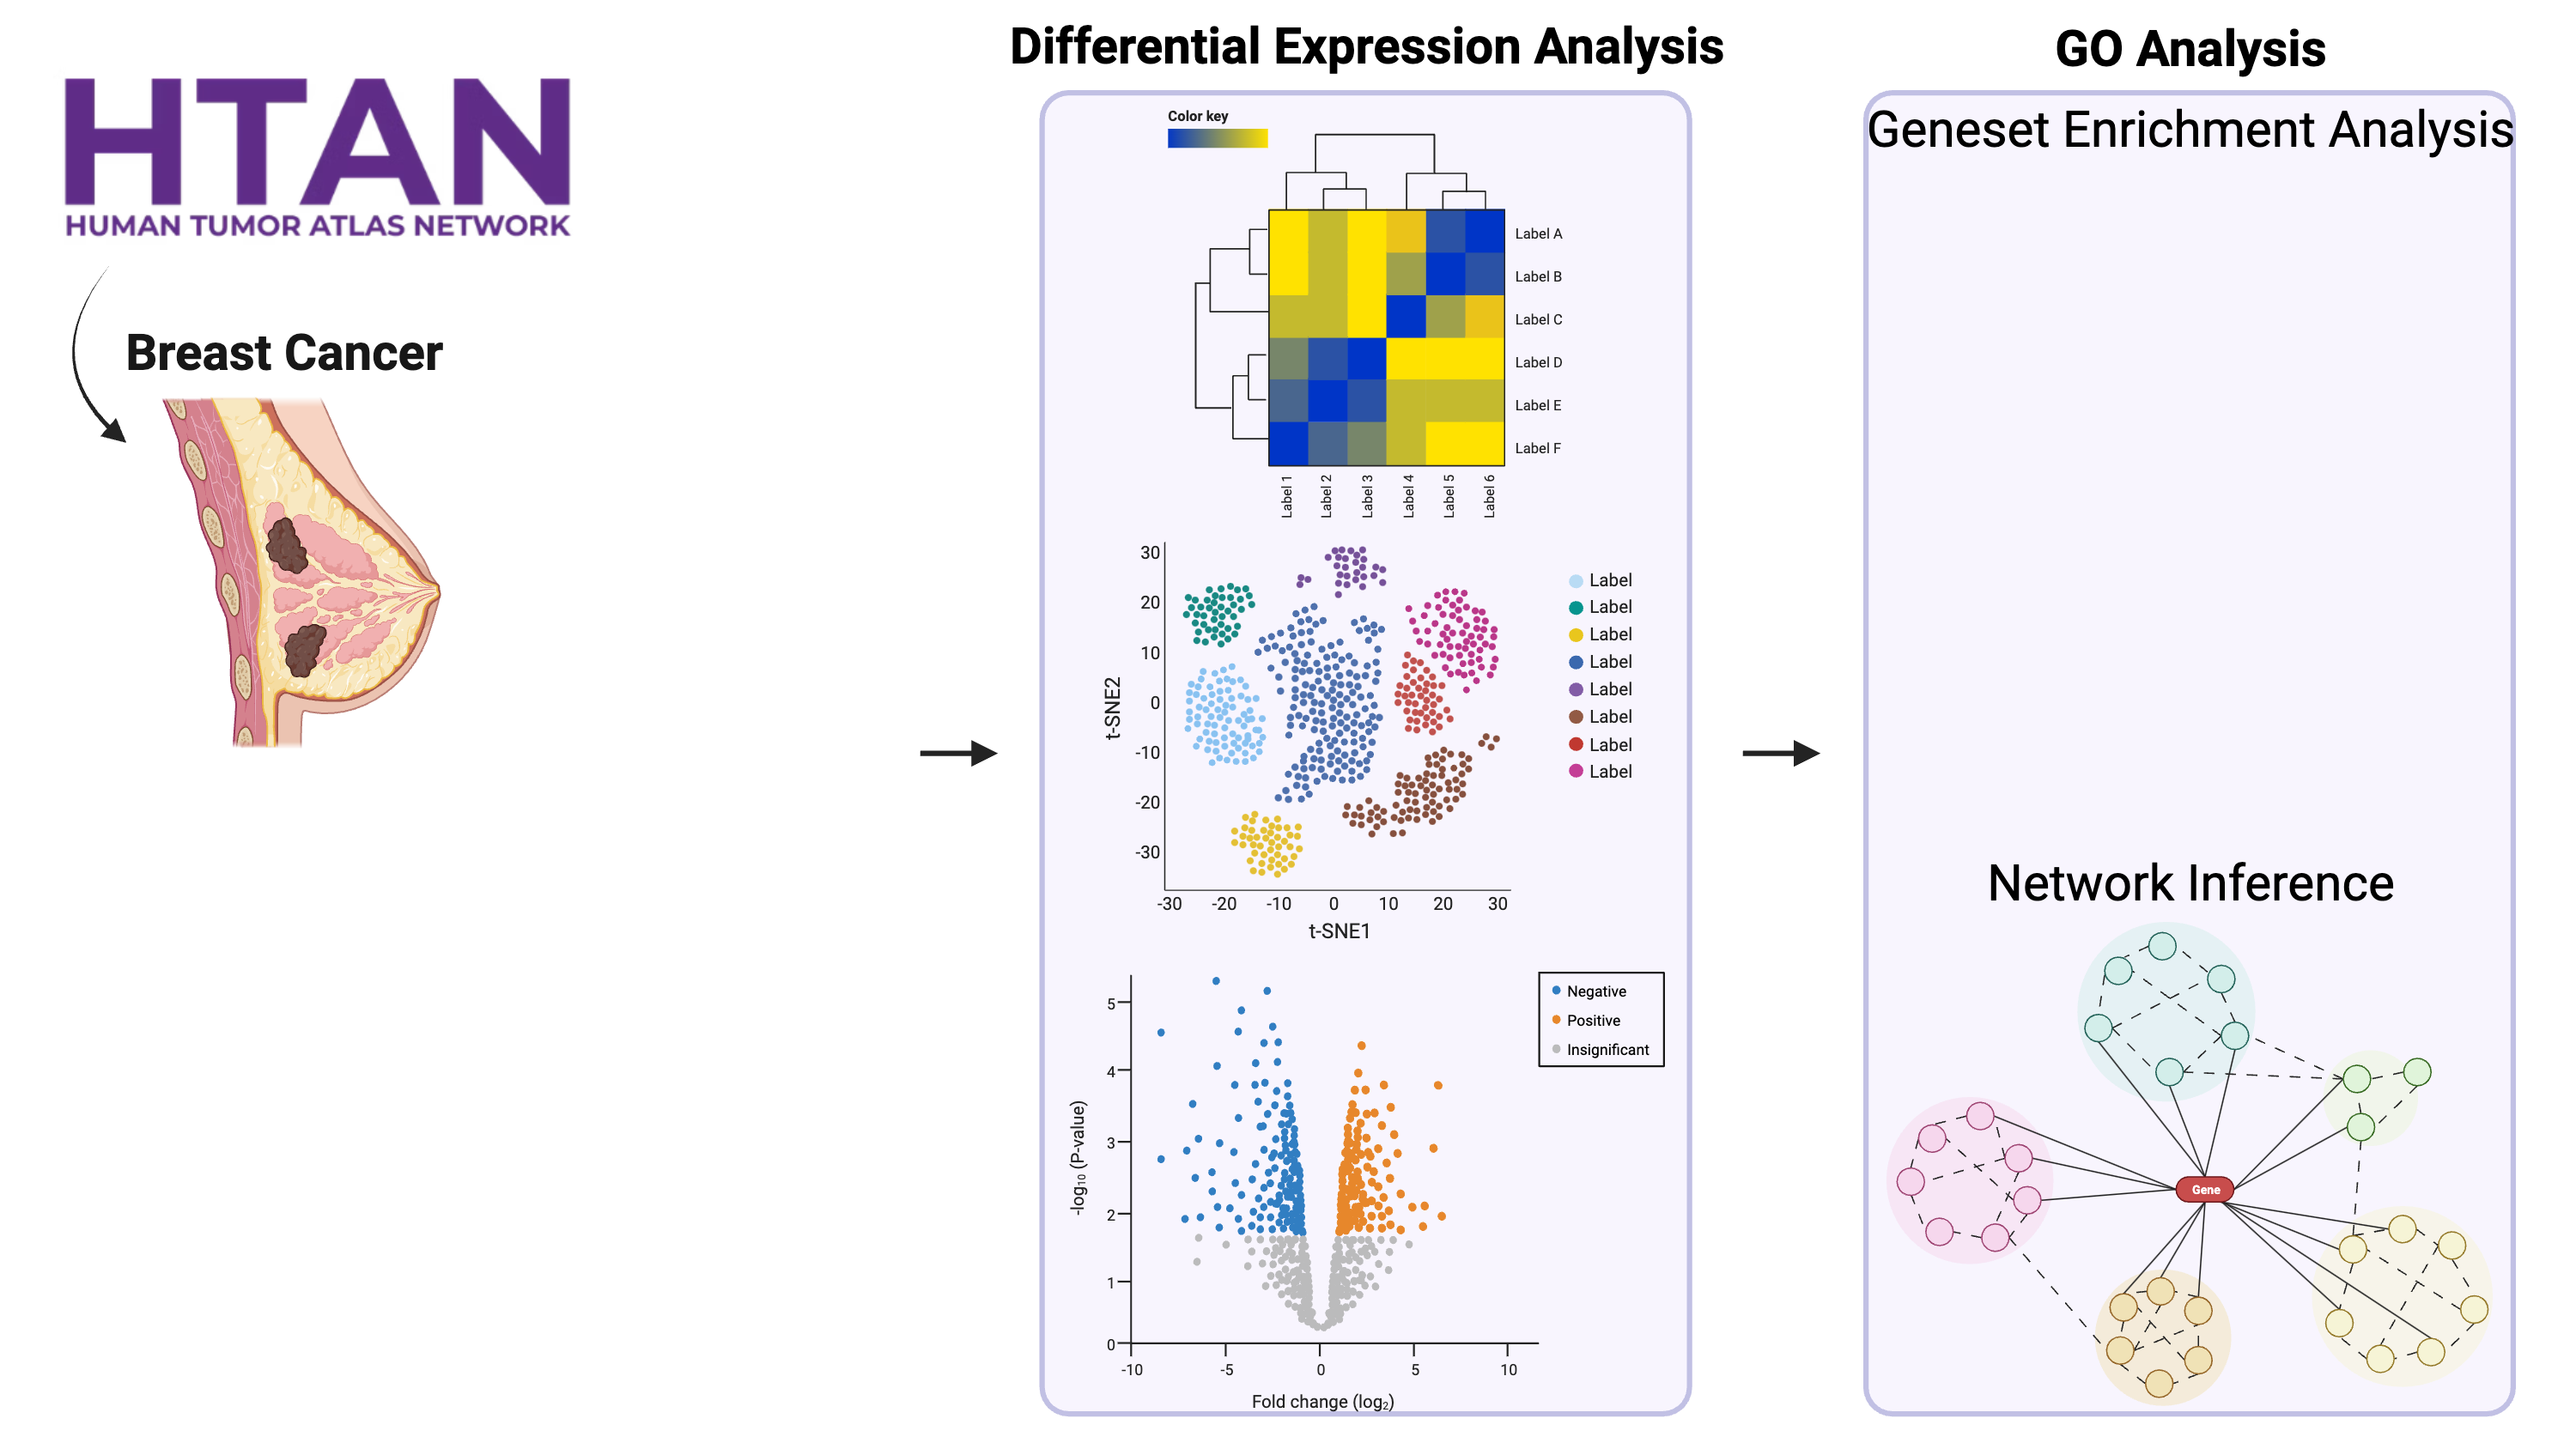 HTAN
HUMAN TUMOR ATLAS NETWORK
Breast Cancer
Differential Expression Analysis
Color key
Label A
Label B
Label C
Label D
Label E
Label F
Label 1
Label 2
Label 3
Label 4
Label 5
Label 6
30
20
10
0
-10
-20
-30
t-SNE2
-30 -20 -10 0 10 20 30
t-SNE1
Label
Label
Label
Label
Label
Label
Label
Label
5
4
3
2
1
0
-log₁₀ (P-value)
-10 -5 0 5 10
Fold change (log₂)
Negative
Positive
Insignificant
GO Analysis
Geneset Enrichment Analysis
Network Inference
Gene